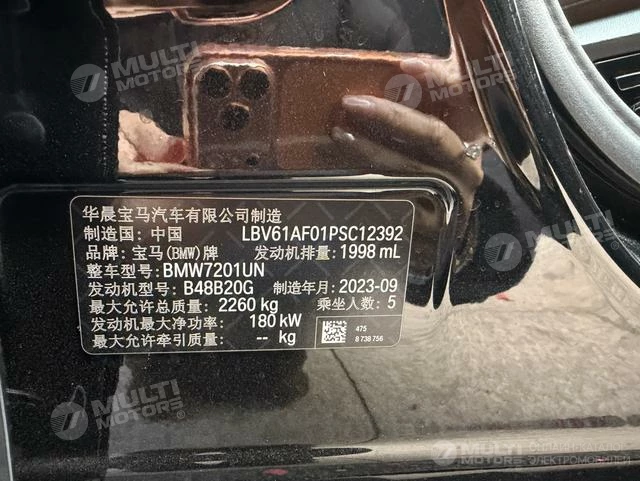 MULTI
MOTORS
MULTI
MOTORS
华晨宝马汽车有限公司制造
制造国: 中国 LBV61AF01PSC12392
品牌: 宝马(BMW)牌 发动机排量: 1998 mL
整车型号: BMW7201UN
发动机型号: B48B20G 制造年月: 2023-09
最大允许总质量: 2260 kg 乘坐人数: 5
发动机最大净功率: 180 kW 475
最大允许牵引质量: -- kg 8 738 756
MULTI
MOTORS®
MULTI
MOTORS
ЭЛЕКТРОМОБИЛЕЙ